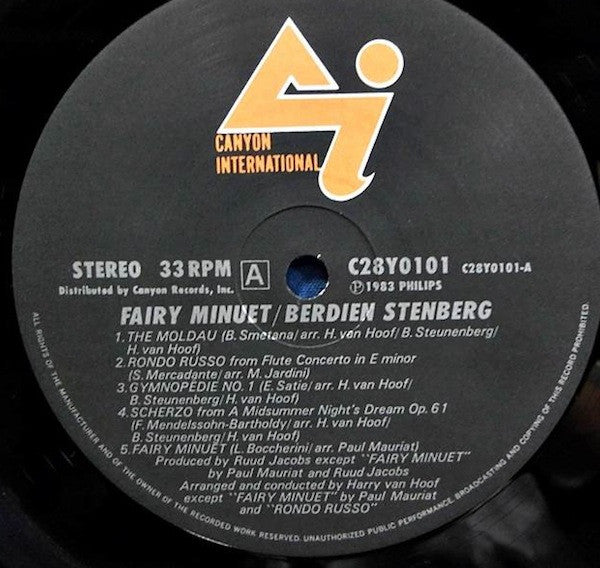 CANYON
INTERNATIONAL
STEREO 33 RPM A C28Y0101 C28Y0101-A
Distributed by Canyon Records, Inc. ℗ 1983 PHILIPS
FAIRY MINUET/BERDIEN STENBERG
1. THE MOLDAU (B. Smetana/arr. H. van Hoof/B. Steunenberg/
H. van Hoof)
2. RONDO RUSSO from Flute Concerto in E minor
(S. Mercadante/arr. M. Jardini)
3. GYMNOPEDIE NO. 1 (E. Satie/arr. H. van Hoof/
B. Steunenberg/H. van Hoof)
4. SCHERZO from A Midsummer Night's Dream Op. 61
(F. Mendelssohn-Bartholdy/arr. H. van Hoof/
B. Steunenberg/H. van Hoof)
5. FAIRY MINUET (L. Boccherini/arr. Paul Mauriat)
Produced by Ruud Jacobs except "FAIRY MINUET"
by Paul Mauriat and Ruud Jacobs
Arranged and conducted by Harry van Hoof
except "FAIRY MINUET" by Paul Mauriat
and "RONDO RUSSO"
ALL RIGHTS OF THE MANUFACTURER AND OF THE OWNER OF THE RECORDED WORK RESERVED. UNAUTHORIZED PUBLIC PERFORMANCE, BROADCASTING AND COPYING OF THIS RECORD PROHIBITED.